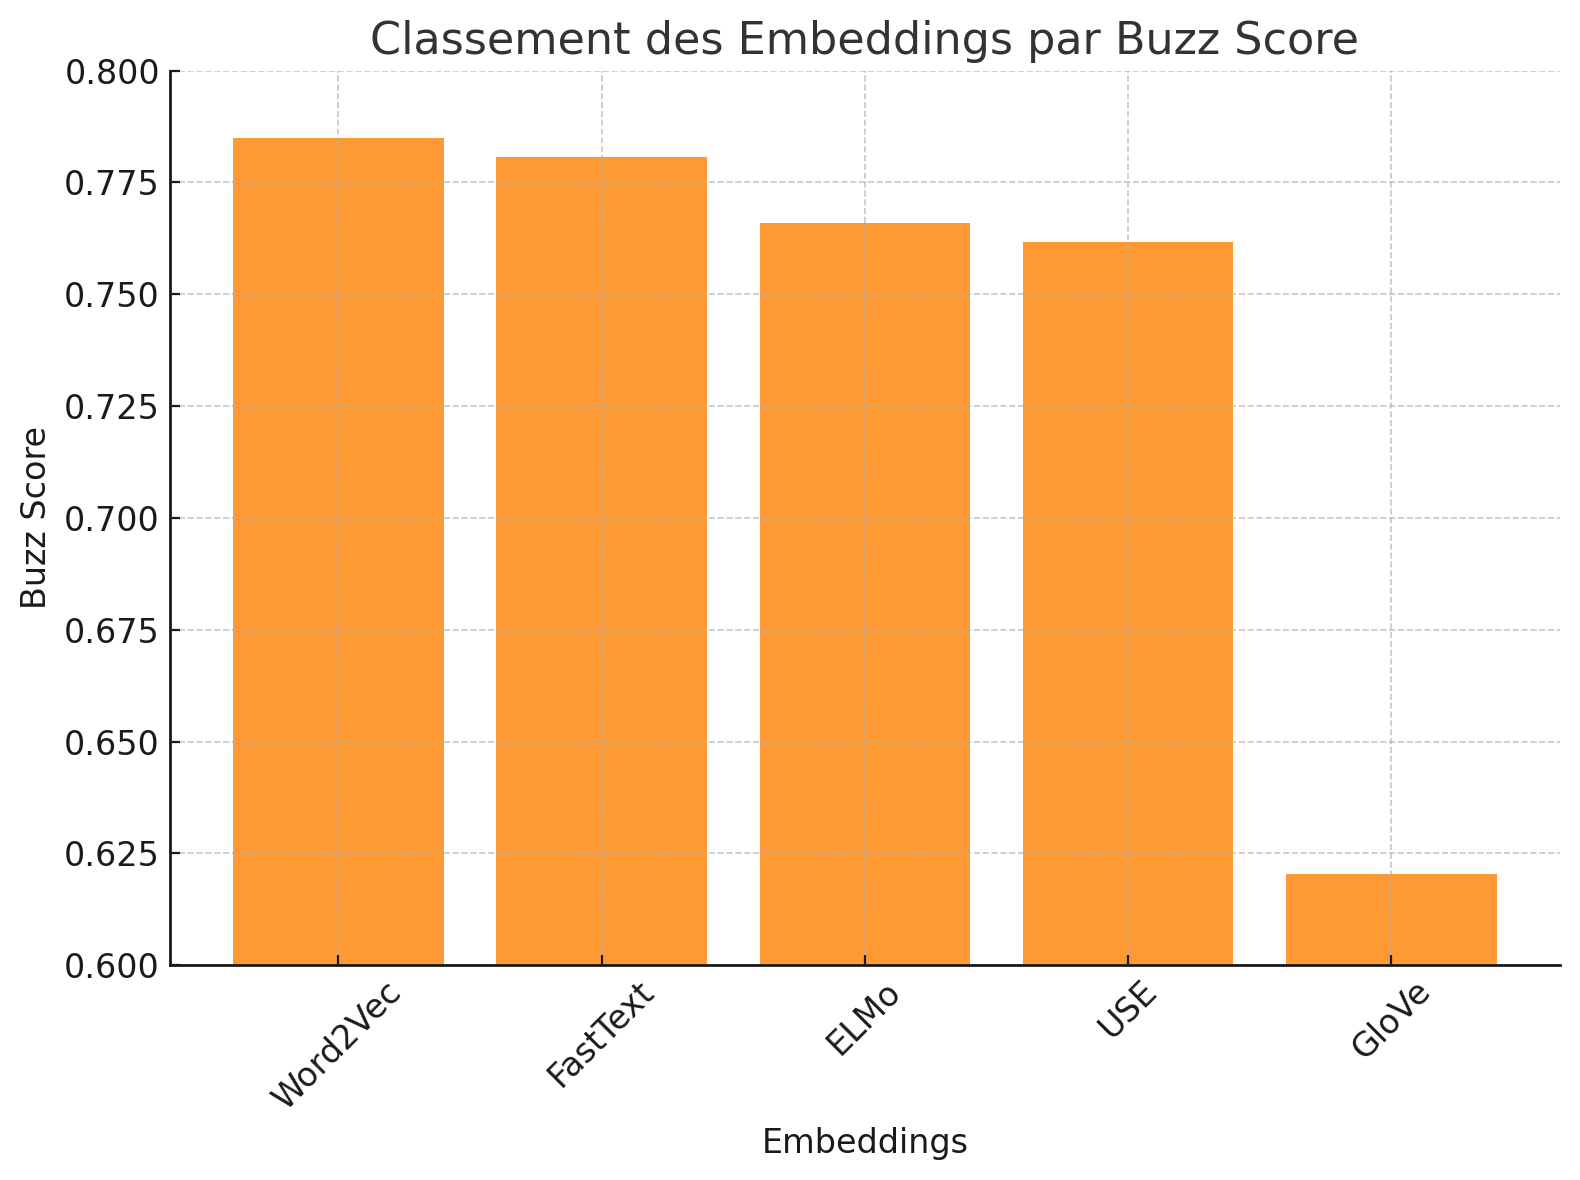 Classement des Embeddings par Buzz Score
0.800
0.775
0.750
0.725
0.700
0.675
0.650
0.625
0.600
Buzz Score
Word2Vec
FastText
ELMo
USE
GloVe
Embeddings